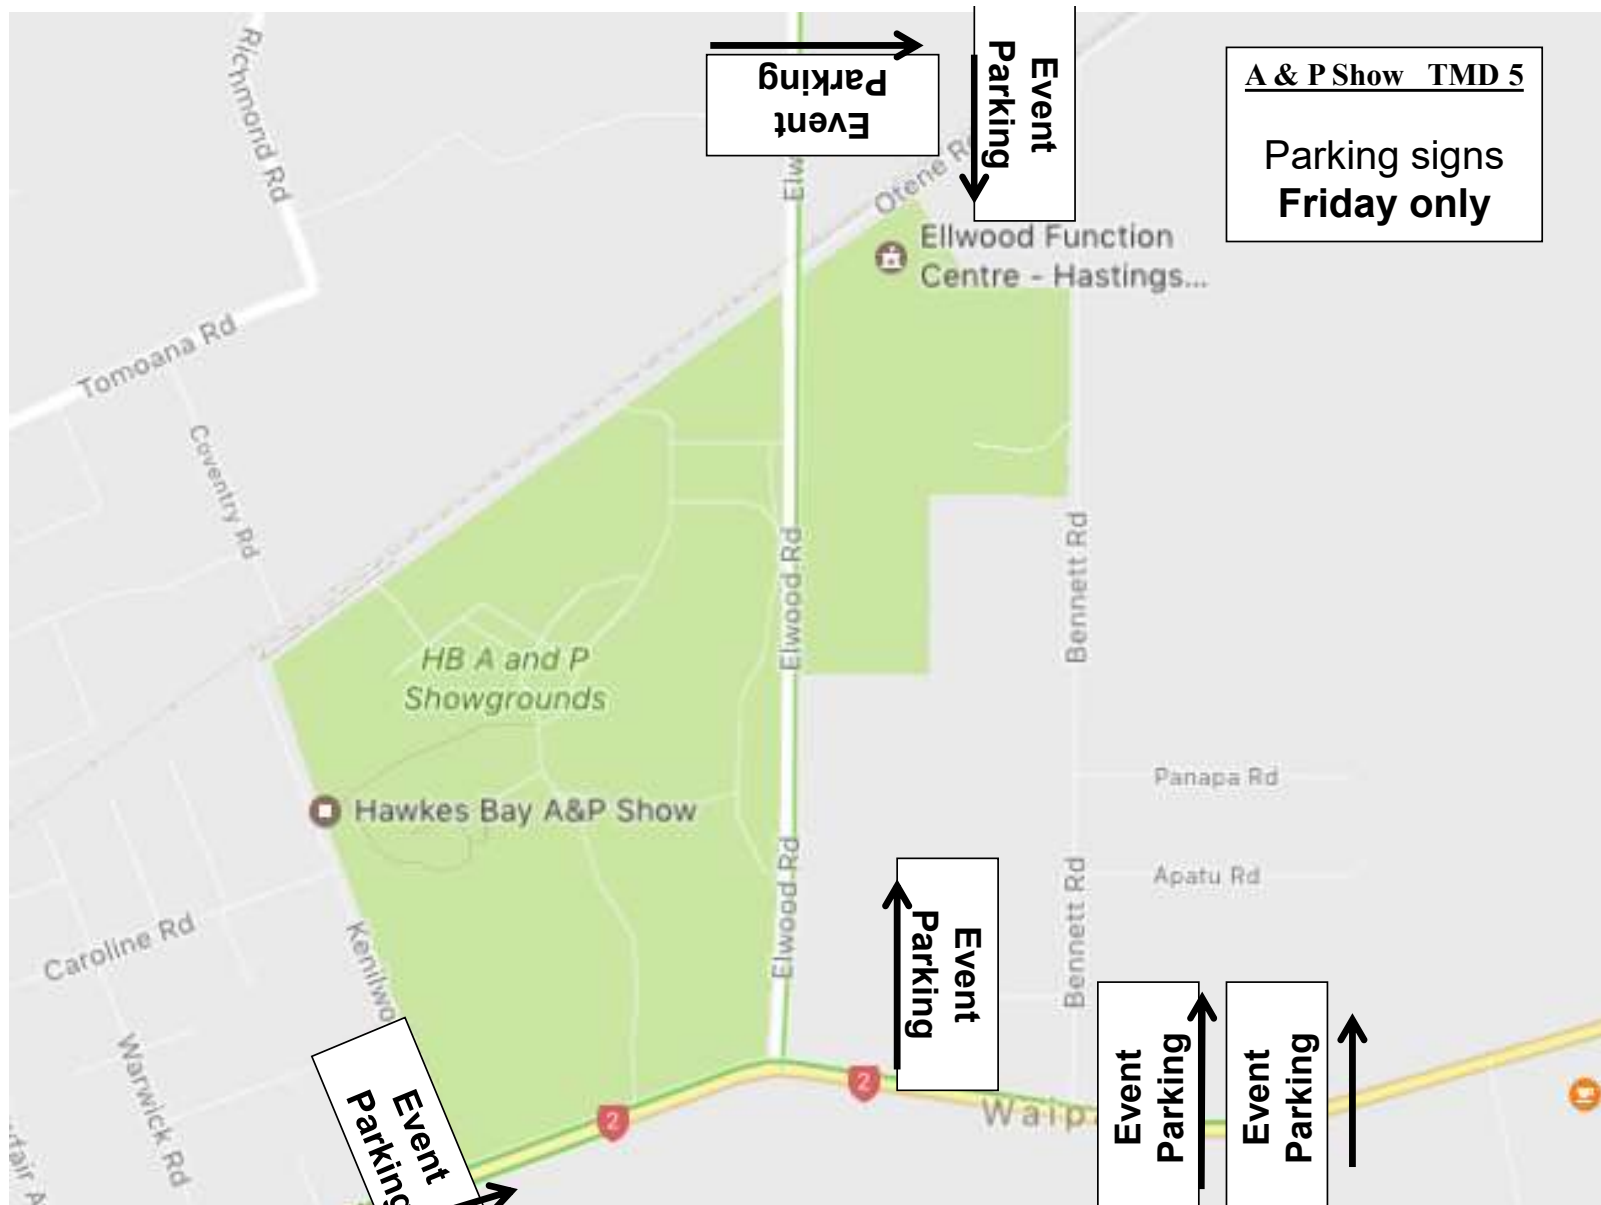 Richmond Rd
Event
Parking
Event
Parking
A & P Show TMD 5
Parking signs
Friday only
Otene
Ellwood Function
Centre - Hastings...
Tomoana Rd
Coventry Rd
Elwood Rd
Bennett Rd
HB A and P
Showgrounds
Panapa Rd
Hawkes Bay A&P Show
Elwood Rd
Bennett Rd
Apatu Rd
Caroline Rd
Event
Parking
Warwick Rd
2
2
Event
Parking
Event
Parking
Event
Parking